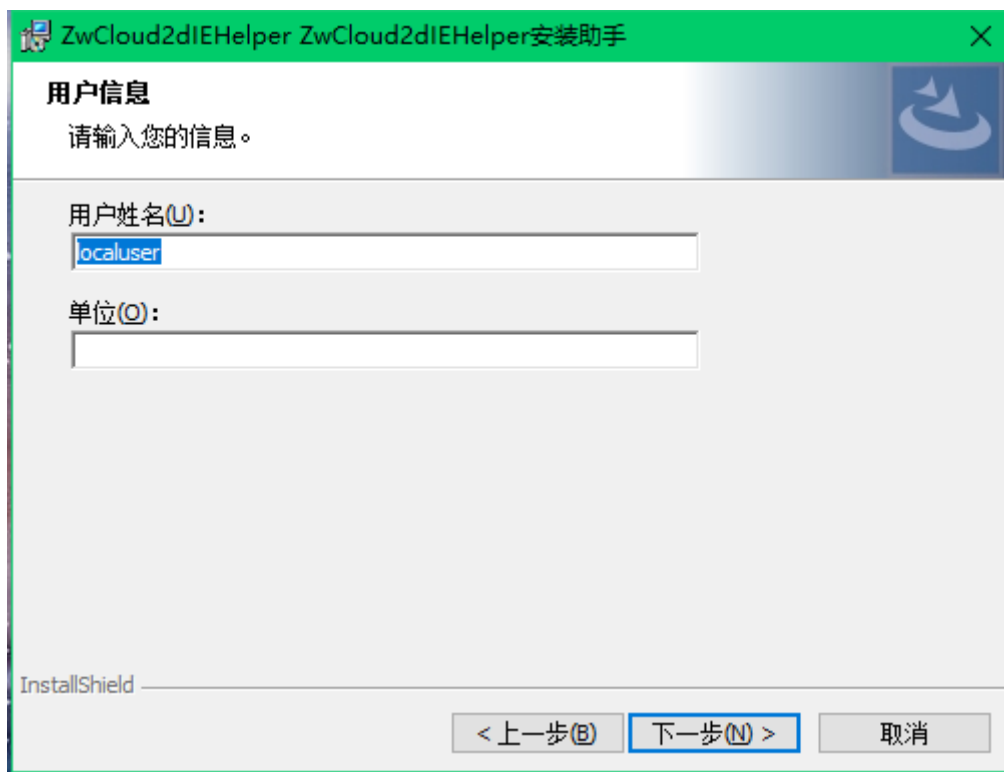 ZwCloud2dIEHelper ZwCloud2dIEHelper安装助手
用户信息
请输入您的信息。
用户姓名(U)：
localuser
单位(O)：
InstallShield
< 上一步(B) 下一步(N) > 取消